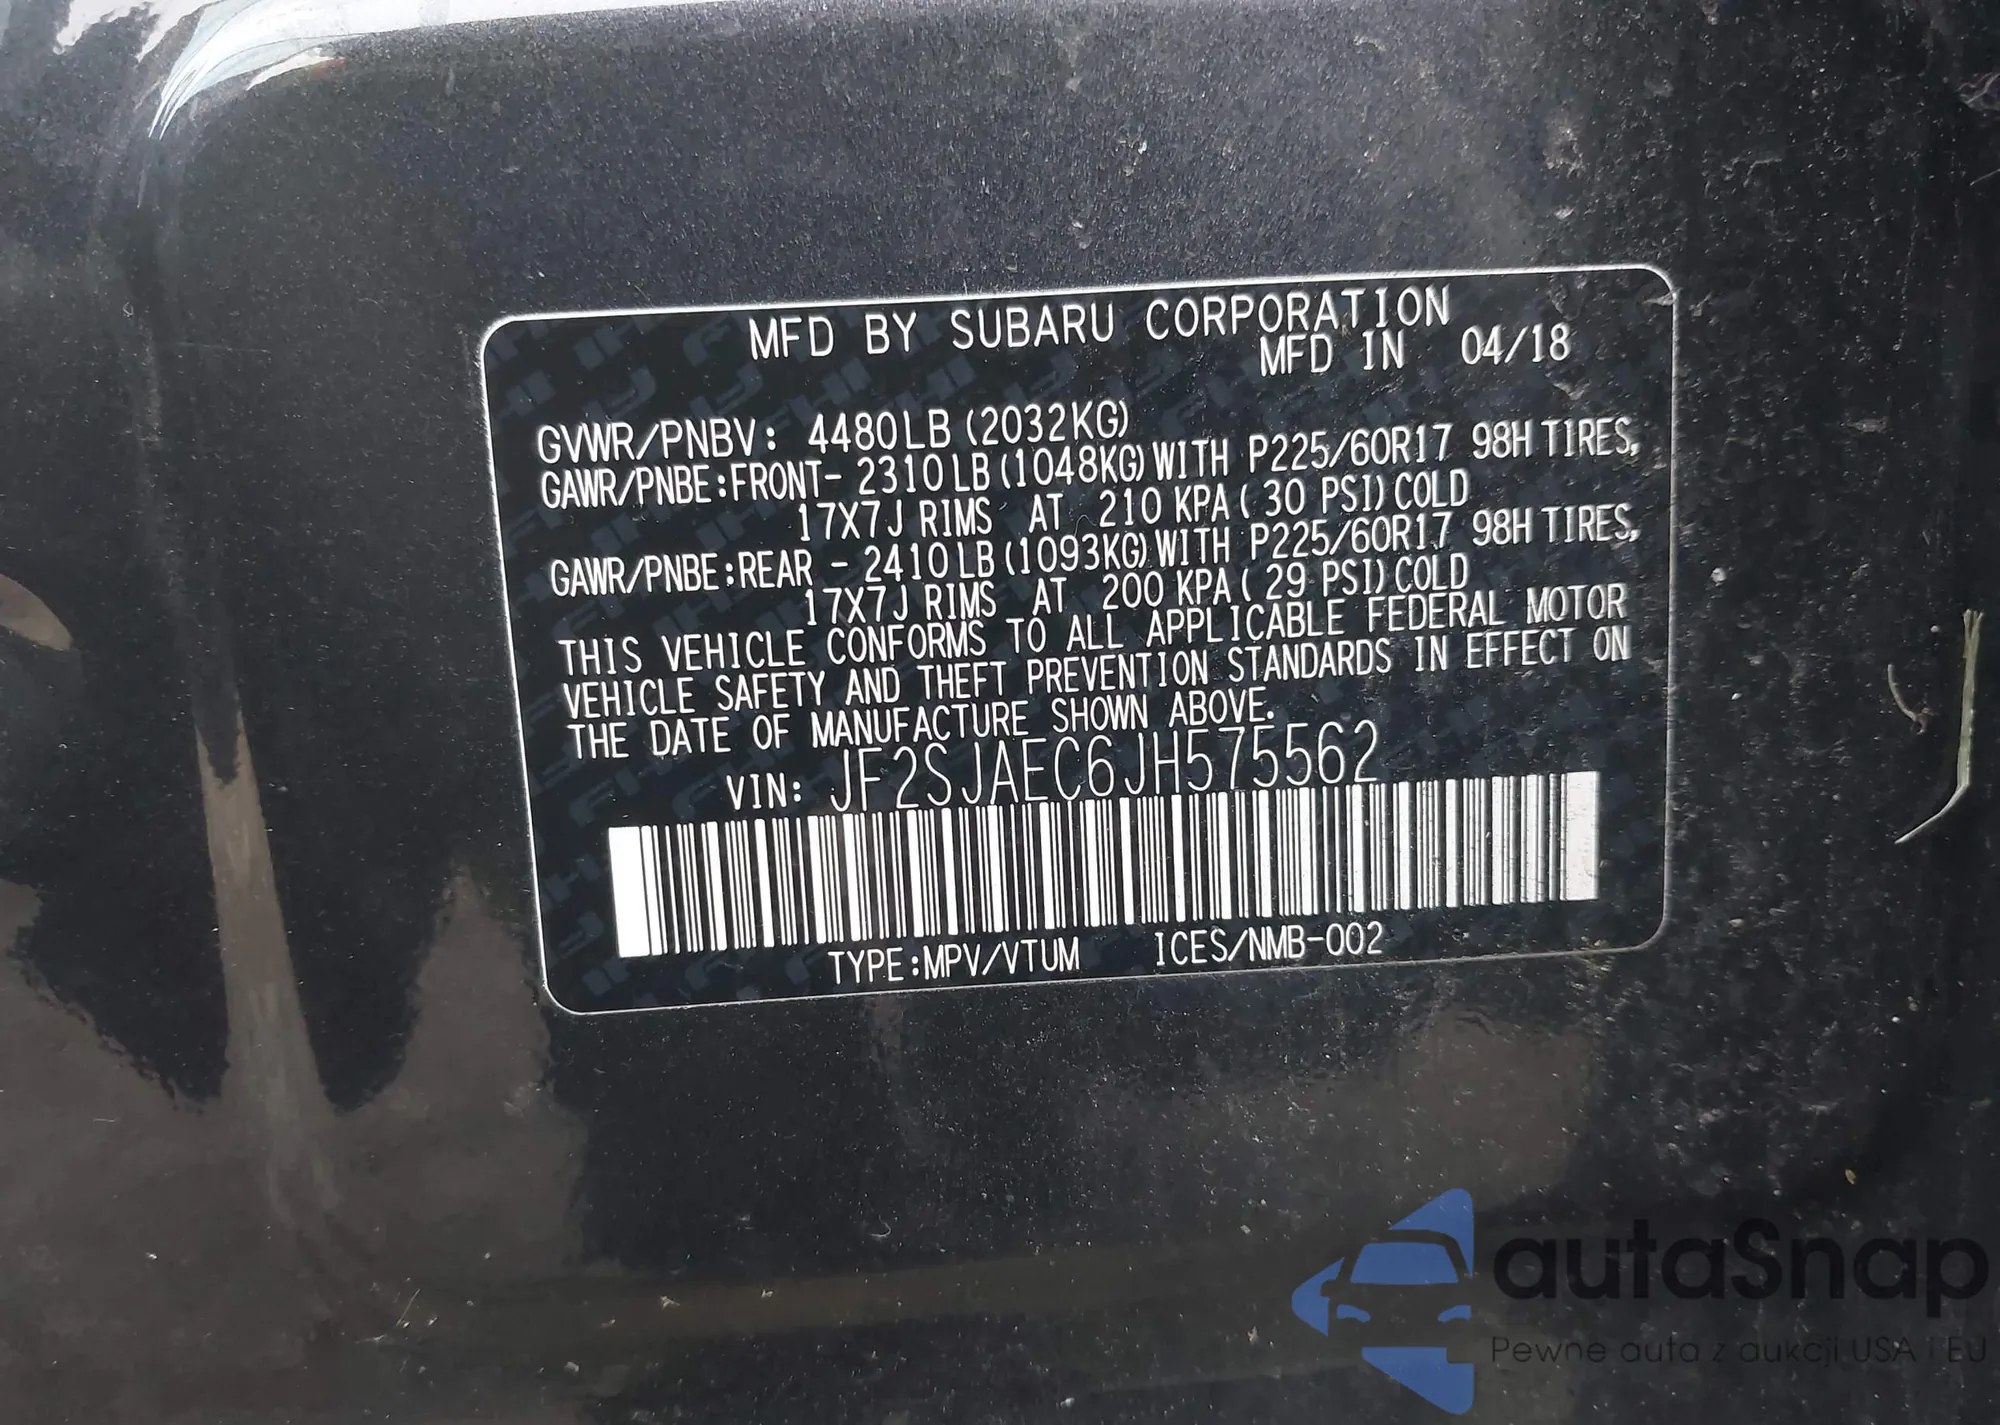 MFD BY SUBARU CORPORATION
MFD IN 04/18
GVWR/PNBV: 4480LB (2032KG)
GAWR/PNBE:FRONT- 2310LB (1048KG) WITH P225/60R17 98H TIRES,
17X7J RIMS AT 210 KPA ( 30 PSI) COLD
GAWR/PNBE:REAR - 2410LB (1093KG) WITH P225/60R17 98H TIRES,
17X7J RIMS AT 200 KPA ( 29 PSI) COLD
THIS VEHICLE CONFORMS TO ALL APPLICABLE FEDERAL MOTOR
VEHICLE SAFETY AND THEFT PREVENTION STANDARDS IN EFFECT ON
THE DATE OF MANUFACTURE SHOWN ABOVE.
VIN: JF2SJAEC6JH575562
TYPE:MPV/VTUM ICES/NMB-002
autaSnap
Pewne auta z aukcji USA i EU